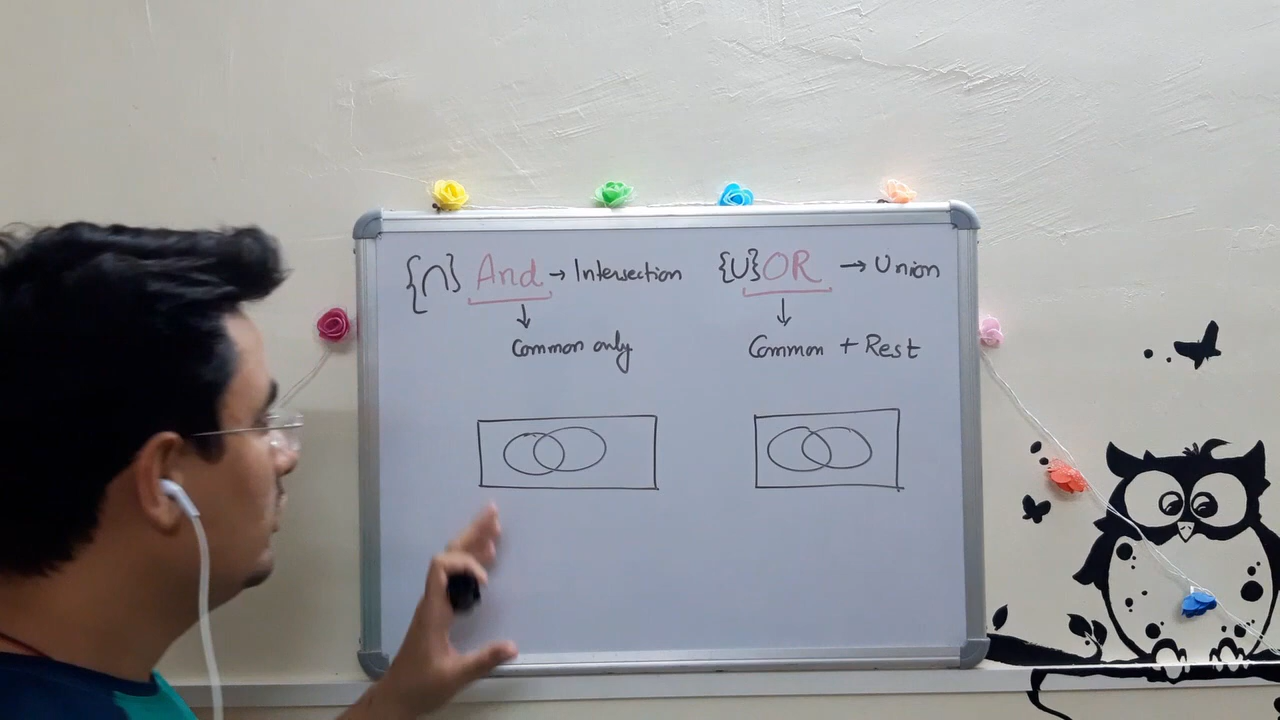 {∩} And → Intersection
↓
Common only
{U} OR → Union
↓
Common + Rest